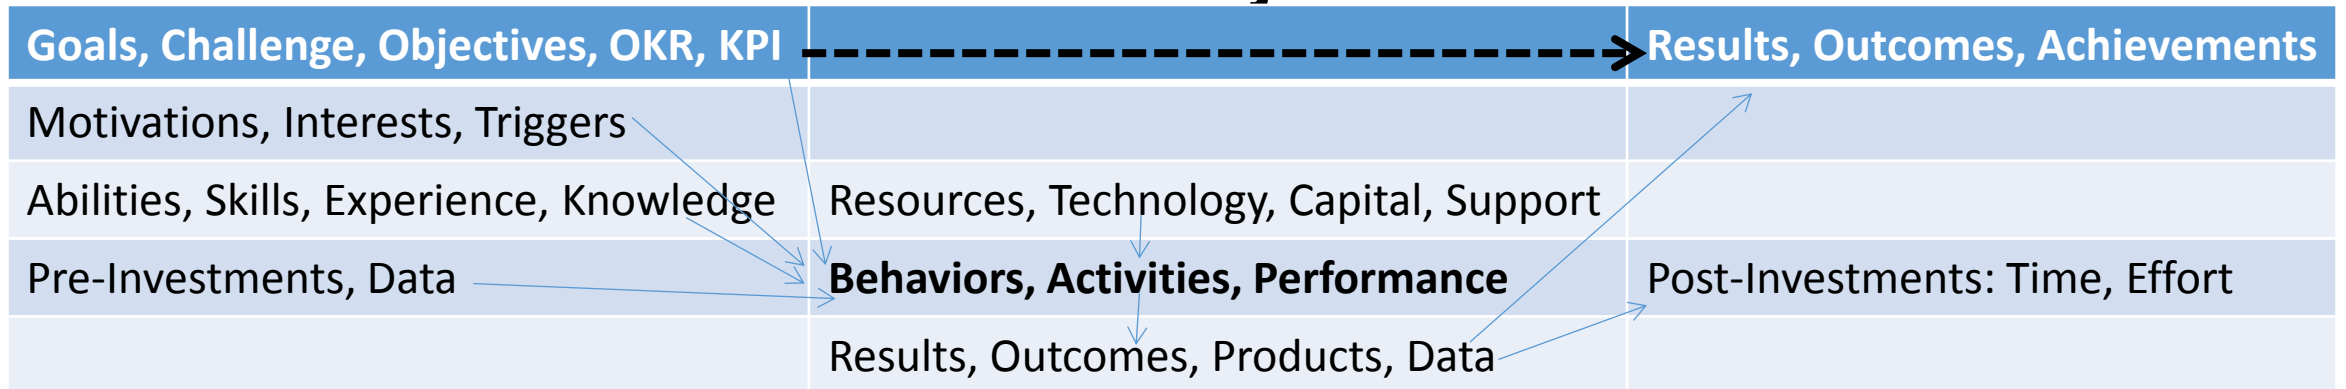 Goals, Challenge, Objectives, OKR, KPI
Results, Outcomes, Achievements
Motivations, Interests, Triggers
Abilities, Skills, Experience, Knowledge
Resources, Technology, Capital, Support
Pre-Investments, Data
Behaviors, Activities, Performance
Post-Investments: Time, Effort
Results, Outcomes, Products, Data